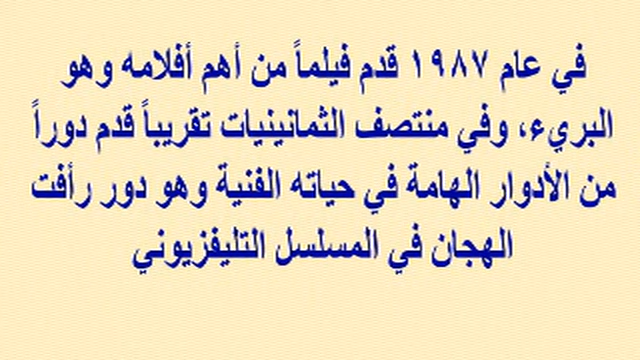 في عام ١٩٨٧ قدم فيلماً من أهم أفلامه وهو
البريء، وفي منتصف الثمانينيات تقريباً قدم دوراً
من الأدوار الهامة في حياته الفنية وهو دور رأفت
الهجان في المسلسل التليفزيوني